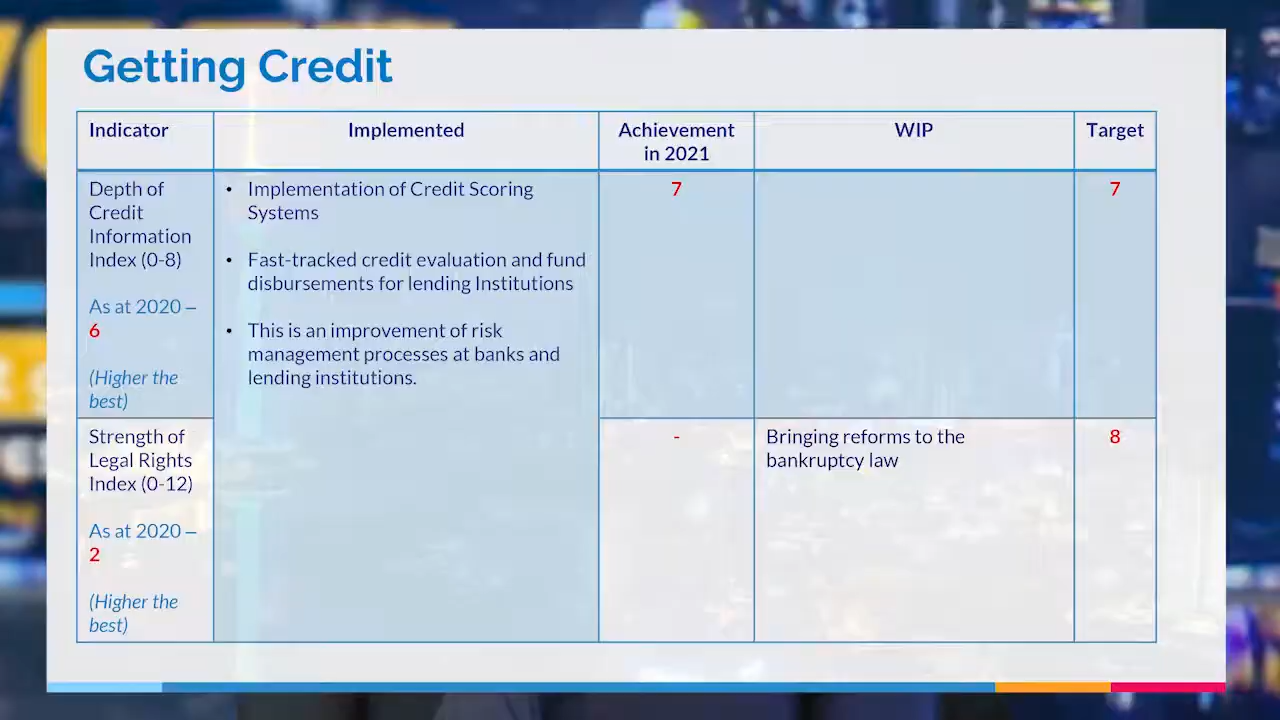 Getting Credit
Indicator
Implemented
Achievement
in 2021
WIP
Target
Depth of
Credit
Information
Index (0-8)
As at 2020 –
6
(Higher the
best)
• Implementation of Credit Scoring
Systems
• Fast-tracked credit evaluation and fund
disbursements for lending Institutions
• This is an improvement of risk
management processes at banks and
lending institutions.
7
7
Strength of
Legal Rights
Index (0-12)
As at 2020 –
2
(Higher the
best)
-
Bringing reforms to the
bankruptcy law
8